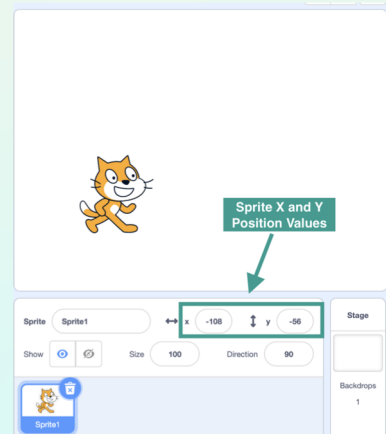 Sprite X and Y
Position Values
Sprite Sprite1 x -108 y -56
Show Size 100 Direction 90
Sprite1
Stage
Backdrops
1